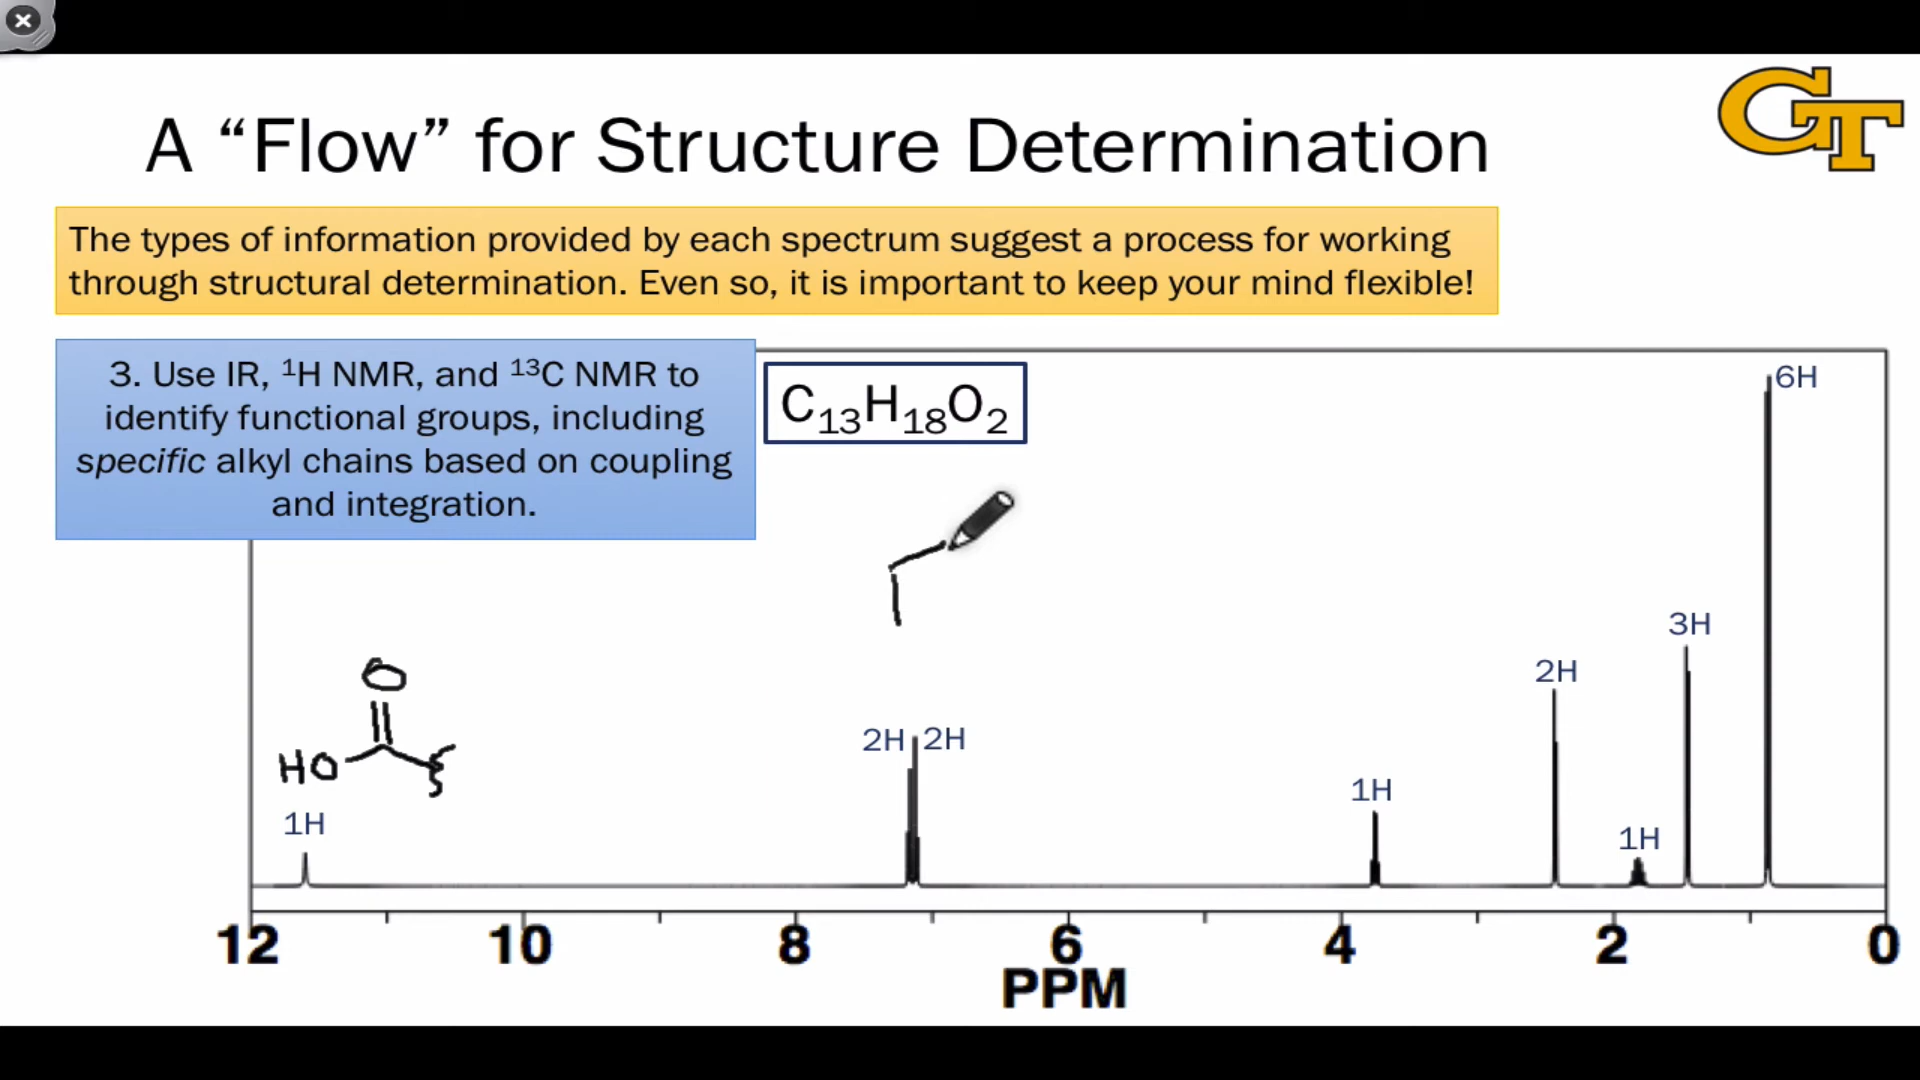 A “Flow” for Structure Determination
GT
The types of information provided by each spectrum suggest a process for working
through structural determination. Even so, it is important to keep your mind flexible!
3. Use IR, ¹H NMR, and ¹³C NMR to
identify functional groups, including
specific alkyl chains based on coupling
and integration.
C₁₃H₁₈O₂
6H
3H
2H
O
HO
2H 2H
1H
1H
1H
12 10 8 6 4 2 0
PPM